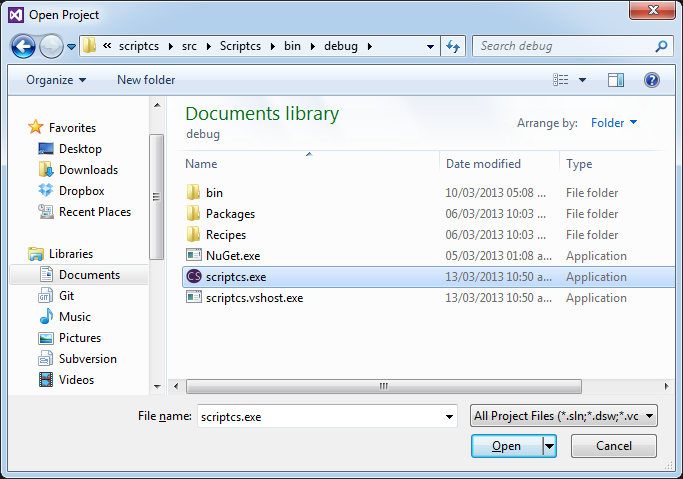 Open Project
« scriptcs ▸ src ▸ Scriptcs ▸ bin ▸ debug ▸
Search debug
Organize
New folder
Favorites
Desktop
Downloads
Dropbox
Recent Places
Libraries
Documents
Git
Music
Pictures
Subversion
Videos
Documents library
debug
Arrange by: Folder
Name Date modified Type
bin 10/03/2013 05:08 ... File folder
Packages 06/03/2013 10:03 ... File folder
Recipes 06/03/2013 10:03 ... File folder
NuGet.exe 05/03/2013 01:08 a... Application
scriptcs.exe 13/03/2013 10:50 a... Application
scriptcs.vshost.exe 13/03/2013 10:50 a... Application
File name: scriptcs.exe
All Project Files (*.sln;*.dsw;*.vc
Open
Cancel